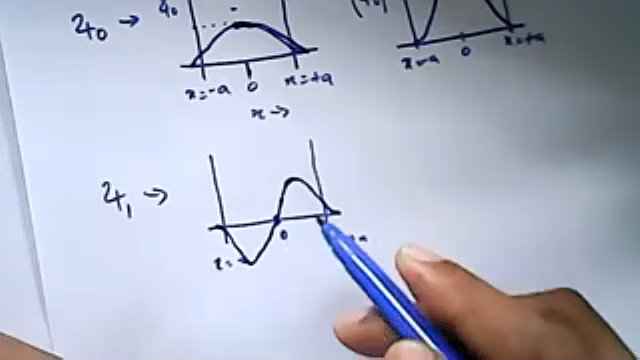 ψ₀ → ψ₀
x=-a 0 x=+a
x →
x=-a 0 x=+a
ψ₁ →
x= 0